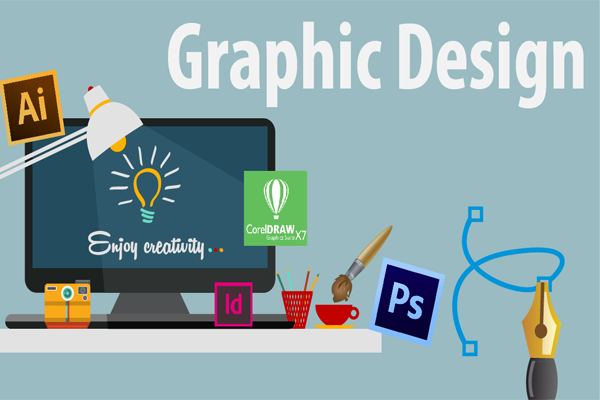 Graphic Design
Ai
Enjoy creativity...
CorelDRAW
Graphics Suite X7
Id
Ps